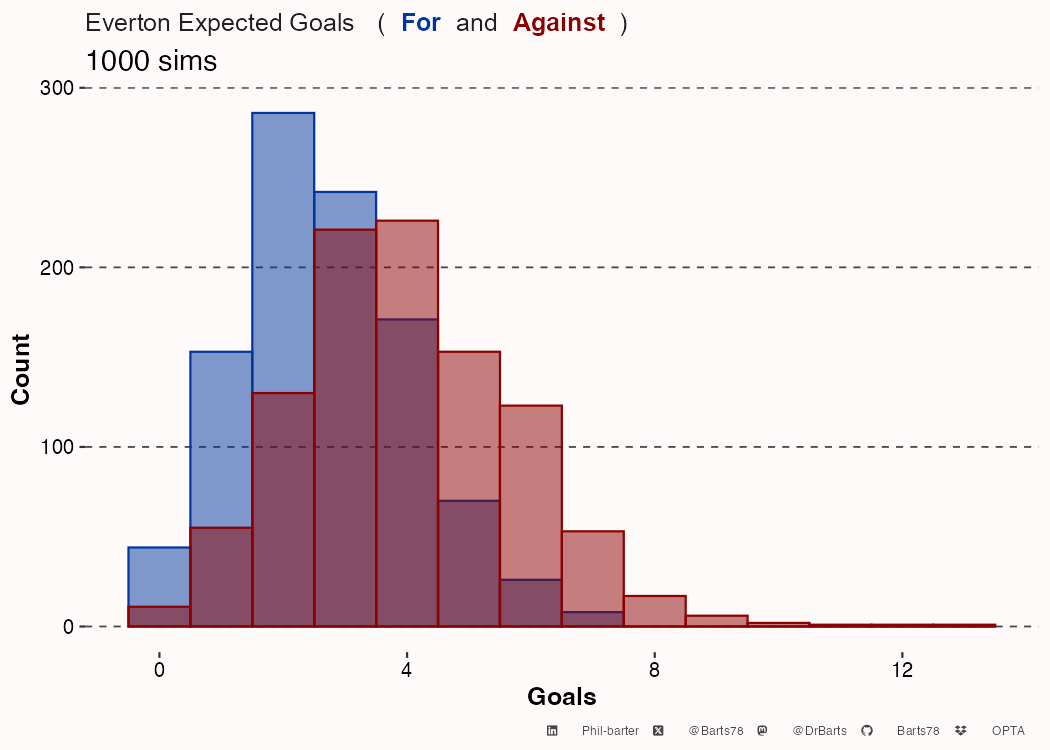 Everton Expected Goals ( For and Against )
1000 sims
300
200
100
0
Count
0 4 8 12
Goals
Phil-barter @Barts78 @DrBarts Barts78 OPTA